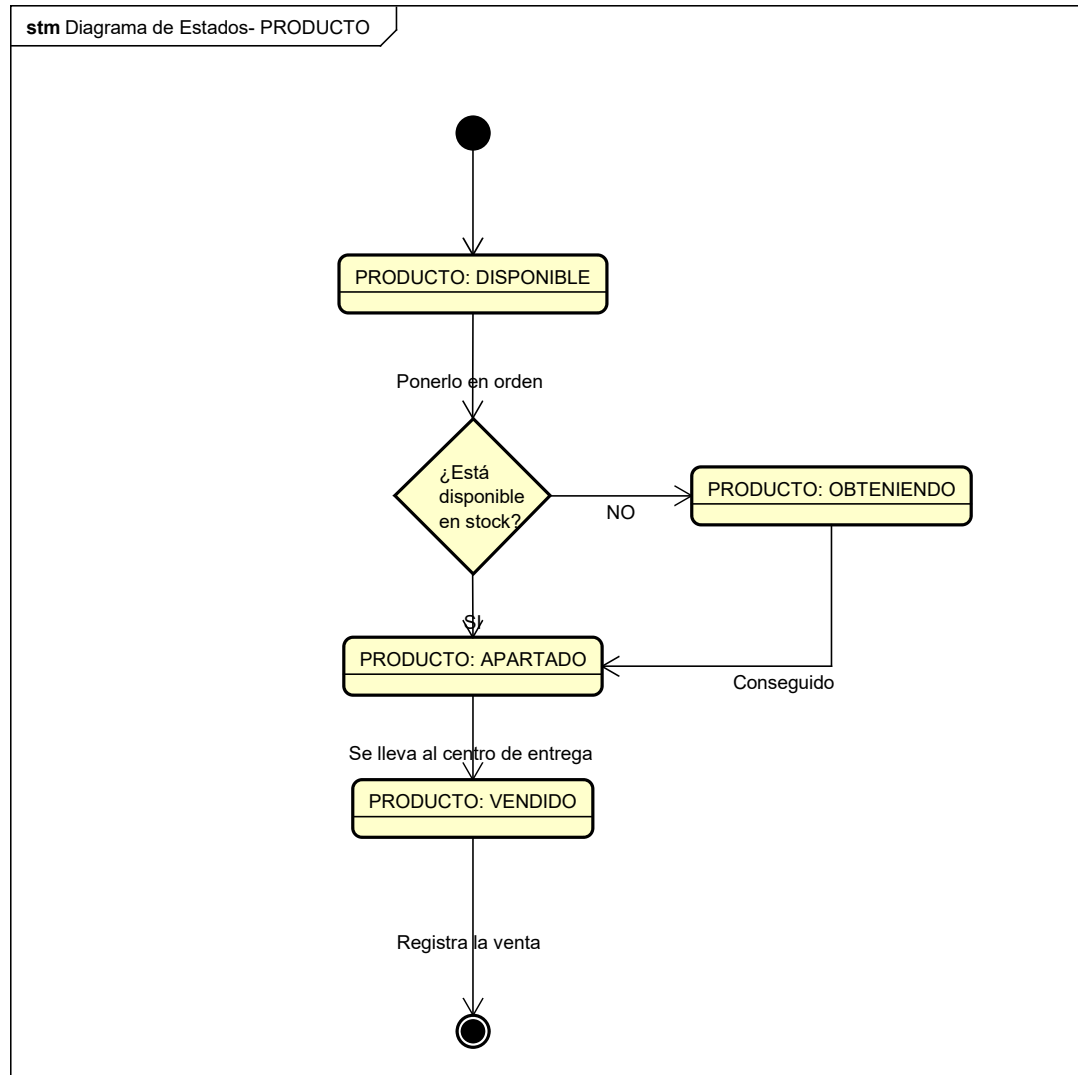 stm Diagrama de Estados- PRODUCTO
PRODUCTO: DISPONIBLE
Ponerlo en orden
¿Está
disponible
en stock?
NO
PRODUCTO: OBTENIENDO
SI
PRODUCTO: APARTADO
Conseguido
Se lleva al centro de entrega
PRODUCTO: VENDIDO
Registra la venta